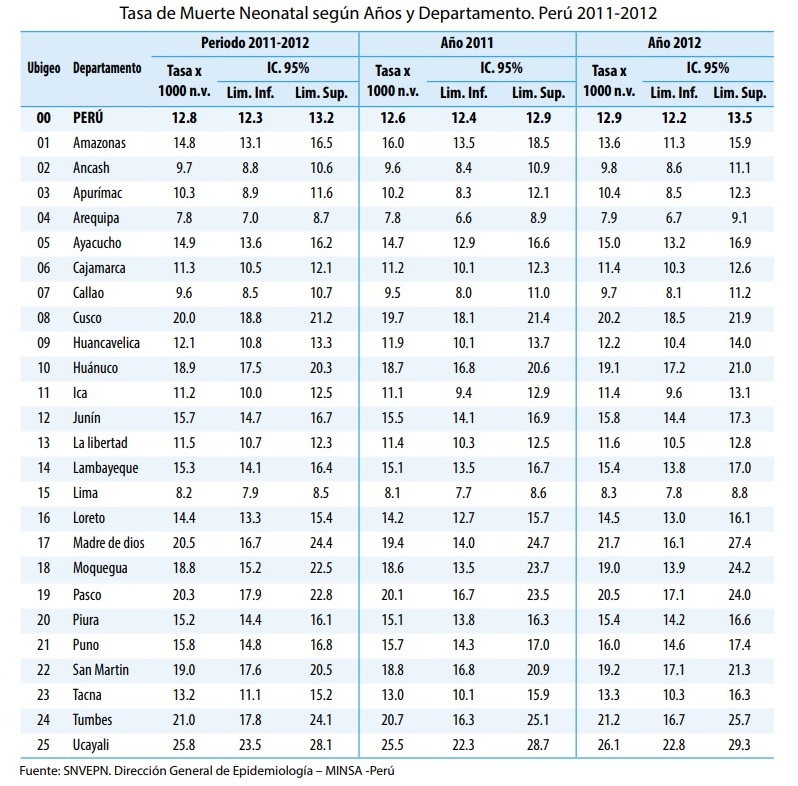 Tasa de Muerte Neonatal según Años y Departamento. Perú 2011-2012
Ubigeo Departamento Periodo 2011-2012 Año 2011 Año 2012
Tasa x 1000 n.v. IC. 95% Tasa x 1000 n.v. IC. 95% Tasa x 1000 n.v. IC. 95%
Lim. Inf. Lim. Sup. Lim. Inf. Lim. Sup. Lim. Inf. Lim. Sup.
00 PERÚ 12.8 12.3 13.2 12.6 12.4 12.9 12.9 12.2 13.5
01 Amazonas 14.8 13.1 16.5 16.0 13.5 18.5 13.6 11.3 15.9
02 Ancash 9.7 8.8 10.6 9.6 8.4 10.9 9.8 8.6 11.1
03 Apurímac 10.3 8.9 11.6 10.2 8.3 12.1 10.4 8.5 12.3
04 Arequipa 7.8 7.0 8.7 7.8 6.6 8.9 7.9 6.7 9.1
05 Ayacucho 14.9 13.6 16.2 14.7 12.9 16.6 15.0 13.2 16.9
06 Cajamarca 11.3 10.5 12.1 11.2 10.1 12.3 11.4 10.3 12.6
07 Callao 9.6 8.5 10.7 9.5 8.0 11.0 9.7 8.1 11.2
08 Cusco 20.0 18.8 21.2 19.7 18.1 21.4 20.2 18.5 21.9
09 Huancavelica 12.1 10.8 13.3 11.9 10.1 13.7 12.2 10.4 14.0
10 Huánuco 18.9 17.5 20.3 18.7 16.8 20.6 19.1 17.2 21.0
11 Ica 11.2 10.0 12.5 11.1 9.4 12.9 11.4 9.6 13.1
12 Junín 15.7 14.7 16.7 15.5 14.1 16.9 15.8 14.4 17.3
13 La libertad 11.5 10.7 12.3 11.4 10.3 12.5 11.6 10.5 12.8
14 Lambayeque 15.3 14.1 16.4 15.1 13.5 16.7 15.4 13.8 17.0
15 Lima 8.2 7.9 8.5 8.1 7.7 8.6 8.3 7.8 8.8
16 Loreto 14.4 13.3 15.4 14.2 12.7 15.7 14.5 13.0 16.1
17 Madre de dios 20.5 16.7 24.4 19.4 14.0 24.7 21.7 16.1 27.4
18 Moquegua 18.8 15.2 22.5 18.6 13.5 23.7 19.0 13.9 24.2
19 Pasco 20.3 17.9 22.8 20.1 16.7 23.5 20.5 17.1 24.0
20 Piura 15.2 14.4 16.1 15.1 13.8 16.3 15.4 14.2 16.6
21 Puno 15.8 14.8 16.8 15.7 14.3 17.0 16.0 14.6 17.4
22 San Martin 19.0 17.6 20.5 18.8 16.8 20.9 19.2 17.1 21.3
23 Tacna 13.2 11.1 15.2 13.0 10.1 15.9 13.3 10.3 16.3
24 Tumbes 21.0 17.8 24.1 20.7 16.3 25.1 21.2 16.7 25.7
25 Ucayali 25.8 23.5 28.1 25.5 22.3 28.7 26.1 22.8 29.3
Fuente: SNVEPN. Dirección General de Epidemiología – MINSA -Perú